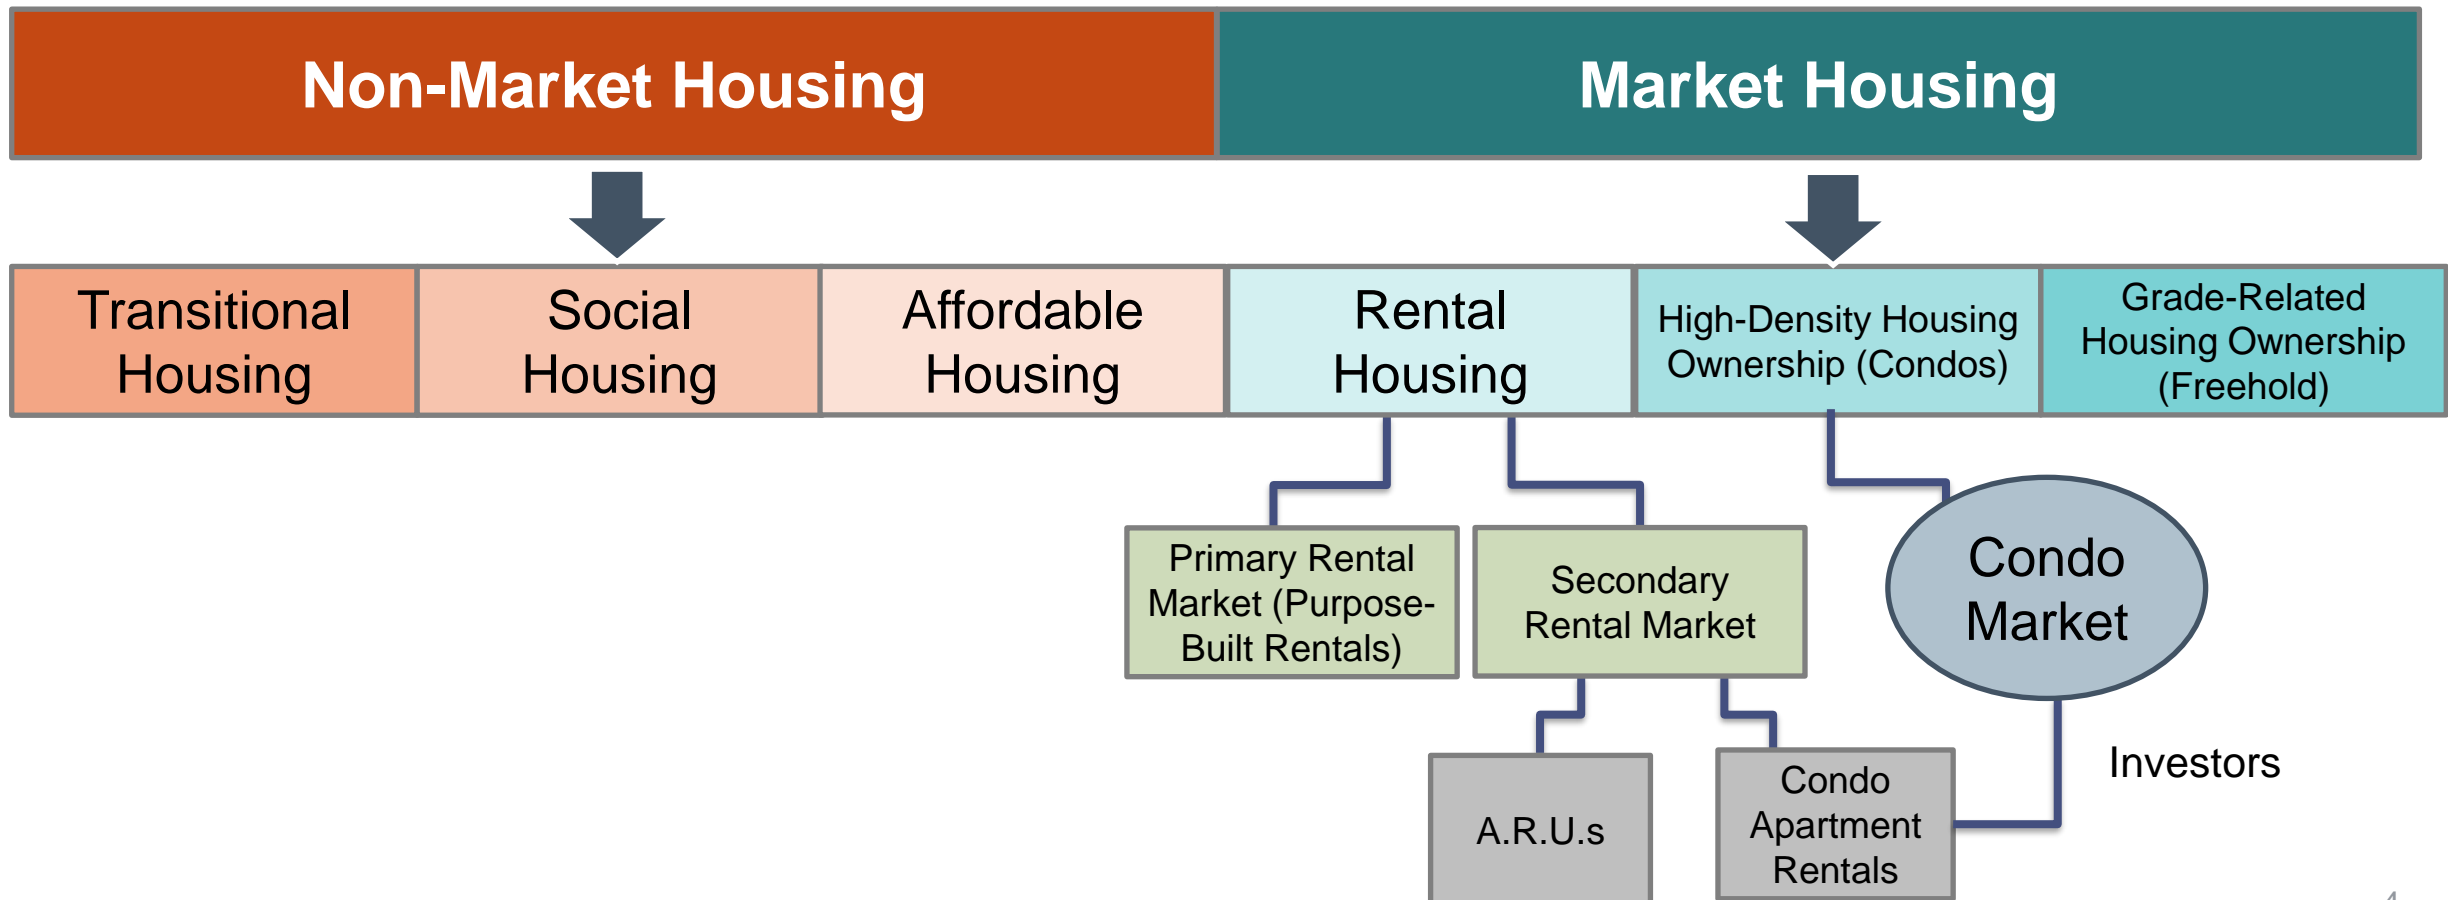 Non-Market Housing
Market Housing
Transitional
Housing
Social
Housing
Affordable
Housing
Rental
Housing
High-Density Housing
Ownership (Condos)
Grade-Related
Housing Ownership
(Freehold)
Primary Rental
Market (Purpose-
Built Rentals)
Secondary
Rental Market
Condo
Market
A.R.U.s
Condo
Apartment
Rentals
Investors
4